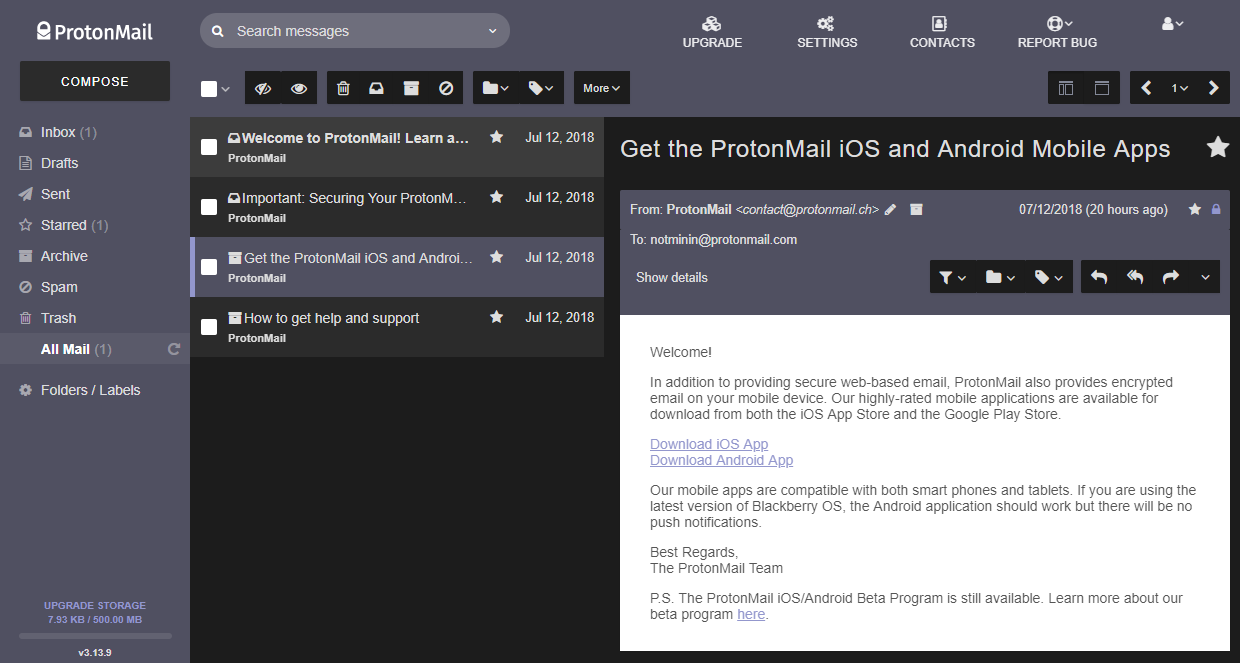 ProtonMail
Search messages
UPGRADE
SETTINGS
CONTACTS
REPORT BUG
COMPOSE
More
1
Inbox (1)
Drafts
Sent
Starred (1)
Archive
Spam
Trash
All Mail (1)
Folders / Labels
UPGRADE STORAGE
7.93 KB / 500.00 MB
v3.13.9
Welcome to ProtonMail! Learn a... Jul 12, 2018
ProtonMail
Important: Securing Your ProtonM... Jul 12, 2018
ProtonMail
Get the ProtonMail iOS and Androi... Jul 12, 2018
ProtonMail
How to get help and support Jul 12, 2018
ProtonMail
Get the ProtonMail iOS and Android Mobile Apps
From: ProtonMail <contact@protonmail.ch> 07/12/2018 (20 hours ago)
To: notminin@protonmail.com
Show details
Welcome!
In addition to providing secure web-based email, ProtonMail also provides encrypted
email on your mobile device. Our highly-rated mobile applications are available for
download from both the iOS App Store and the Google Play Store.
Download iOS App
Download Android App
Our mobile apps are compatible with both smart phones and tablets. If you are using the
latest version of Blackberry OS, the Android application should work but there will be no
push notifications.
Best Regards,
The ProtonMail Team
P.S. The ProtonMail iOS/Android Beta Program is still available. Learn more about our
beta program here.